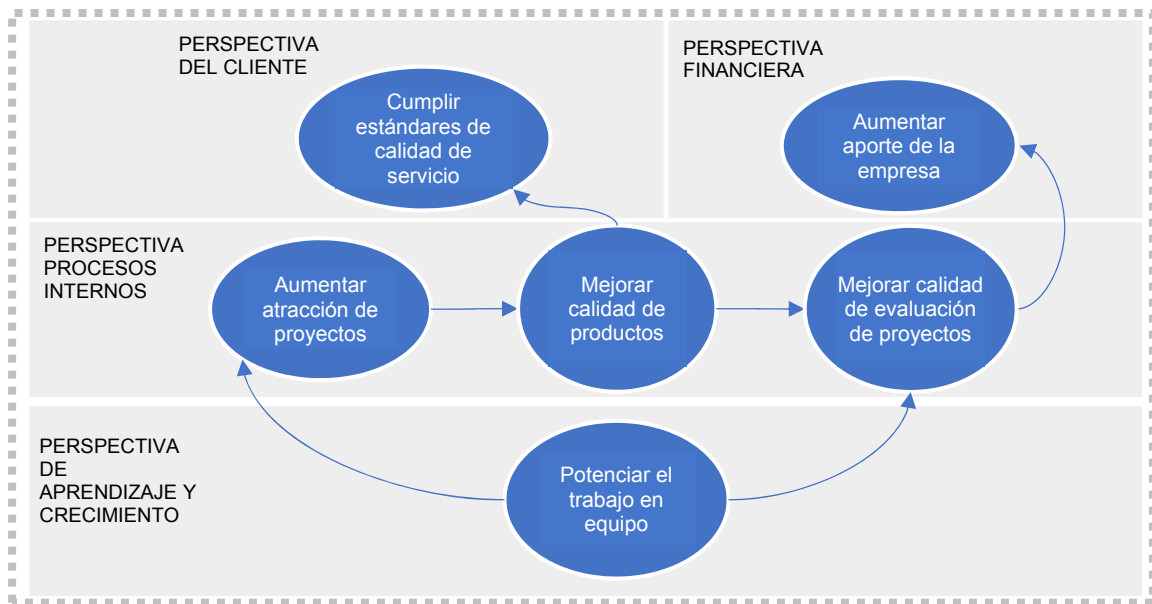 PERSPECTIVA
DEL CLIENTE
Cumplir
estándares de
calidad de
servicio
PERSPECTIVA
FINANCIERA
Aumentar
aporte de la
empresa
PERSPECTIVA
PROCESOS
INTERNOS
Aumentar
atracción de
proyectos
Mejorar
calidad de
productos
Mejorar calidad
de evaluación
de proyectos
PERSPECTIVA
DE
APRENDIZAJE Y
CRECIMIENTO
Potenciar el
trabajo en
equipo